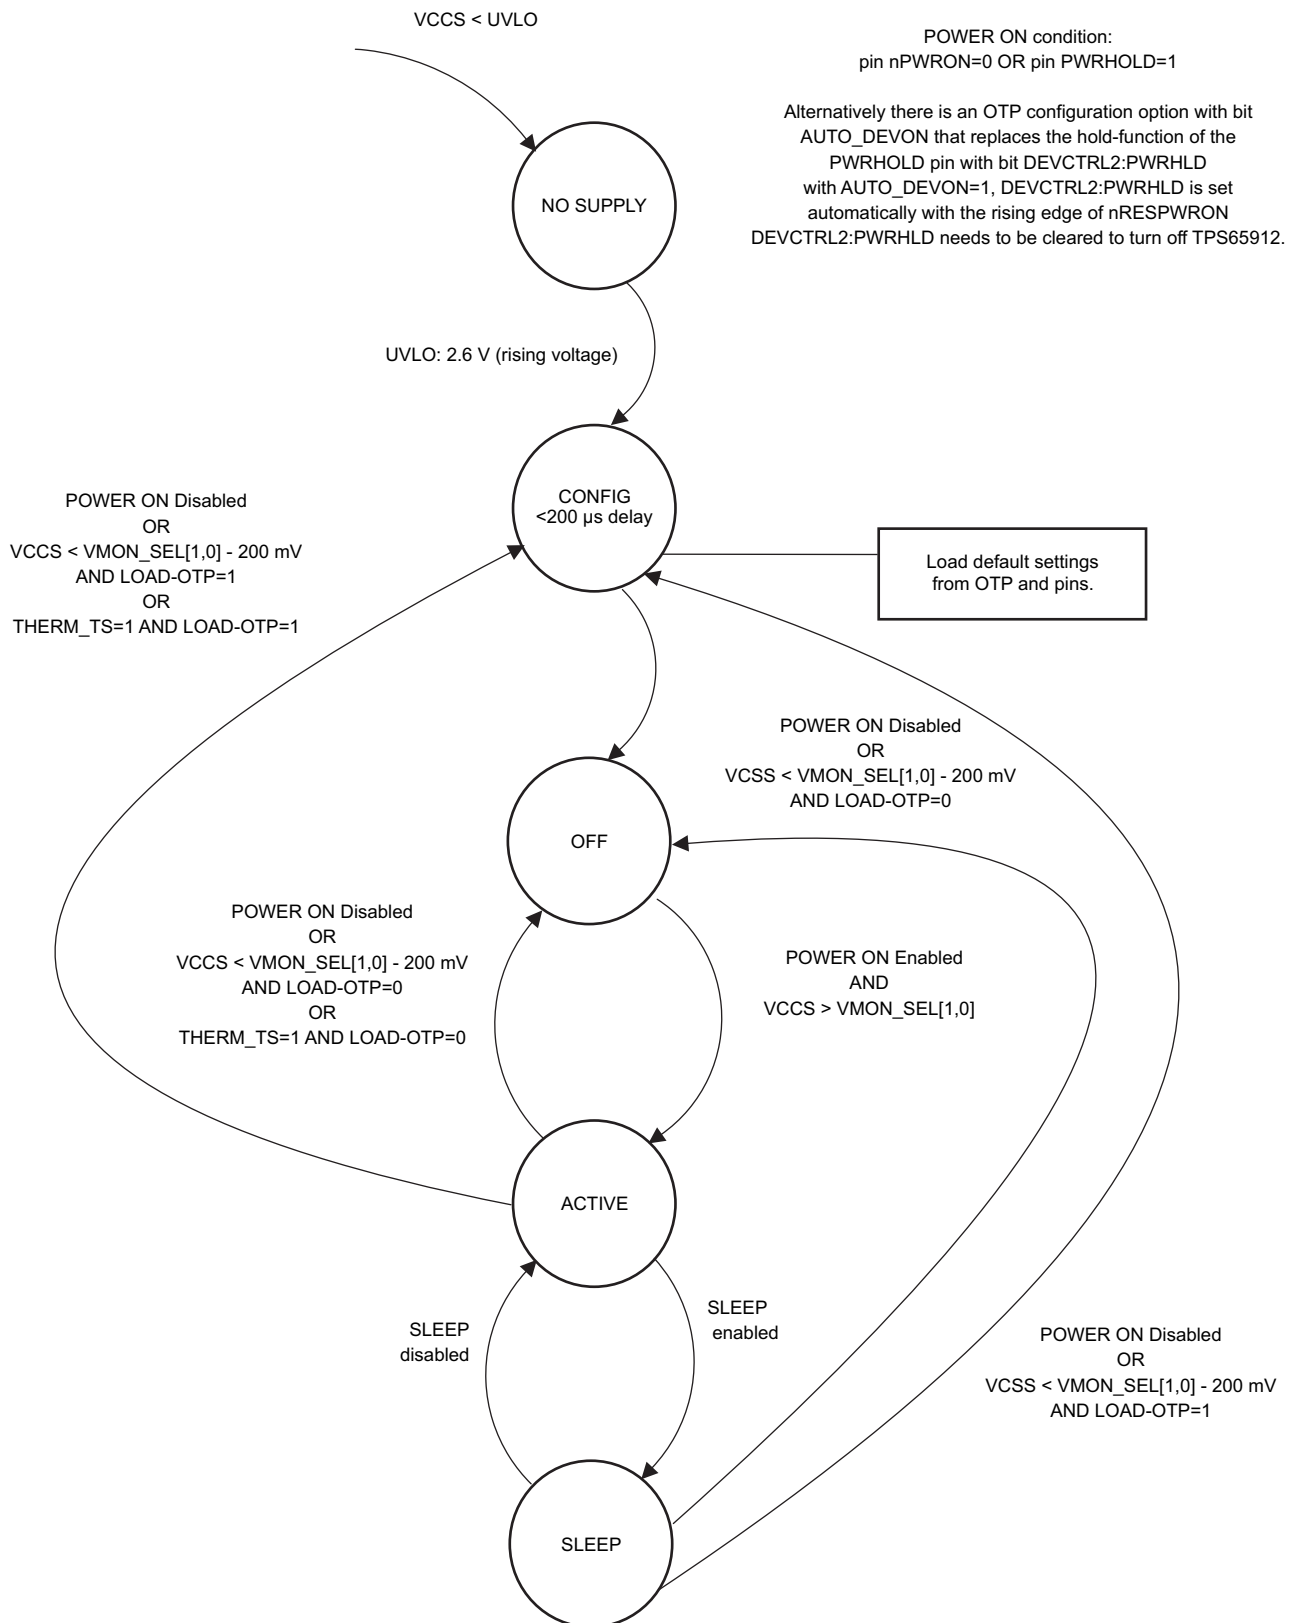 VCCS < UVLO
POWER ON condition:
pin nPWRON=0 OR pin PWRHOLD=1
Alternatively there is an OTP configuration option with bit
AUTO_DEVON that replaces the hold-function of the
PWRHOLD pin with bit DEVCTRL2:PWRHLD
with AUTO_DEVON=1, DEVCTRL2:PWRHLD is set
automatically with the rising edge of nRESPWRON
DEVCTRL2:PWRHLD needs to be cleared to turn off TPS65912.
NO SUPPLY
UVLO: 2.6 V (rising voltage)
CONFIG
<200 µs delay
POWER ON Disabled
OR
VCCS < VMON_SEL[1,0] - 200 mV
AND LOAD-OTP=1
OR
THERM_TS=1 AND LOAD-OTP=1
Load default settings
from OTP and pins.
POWER ON Disabled
OR
VCSS < VMON_SEL[1,0] - 200 mV
AND LOAD-OTP=0
OFF
POWER ON Disabled
OR
VCCS < VMON_SEL[1,0] - 200 mV
AND LOAD-OTP=0
OR
THERM_TS=1 AND LOAD-OTP=0
POWER ON Enabled
AND
VCCS > VMON_SEL[1,0]
ACTIVE
SLEEP
disabled
SLEEP
enabled
POWER ON Disabled
OR
VCSS < VMON_SEL[1,0] - 200 mV
AND LOAD-OTP=1
SLEEP